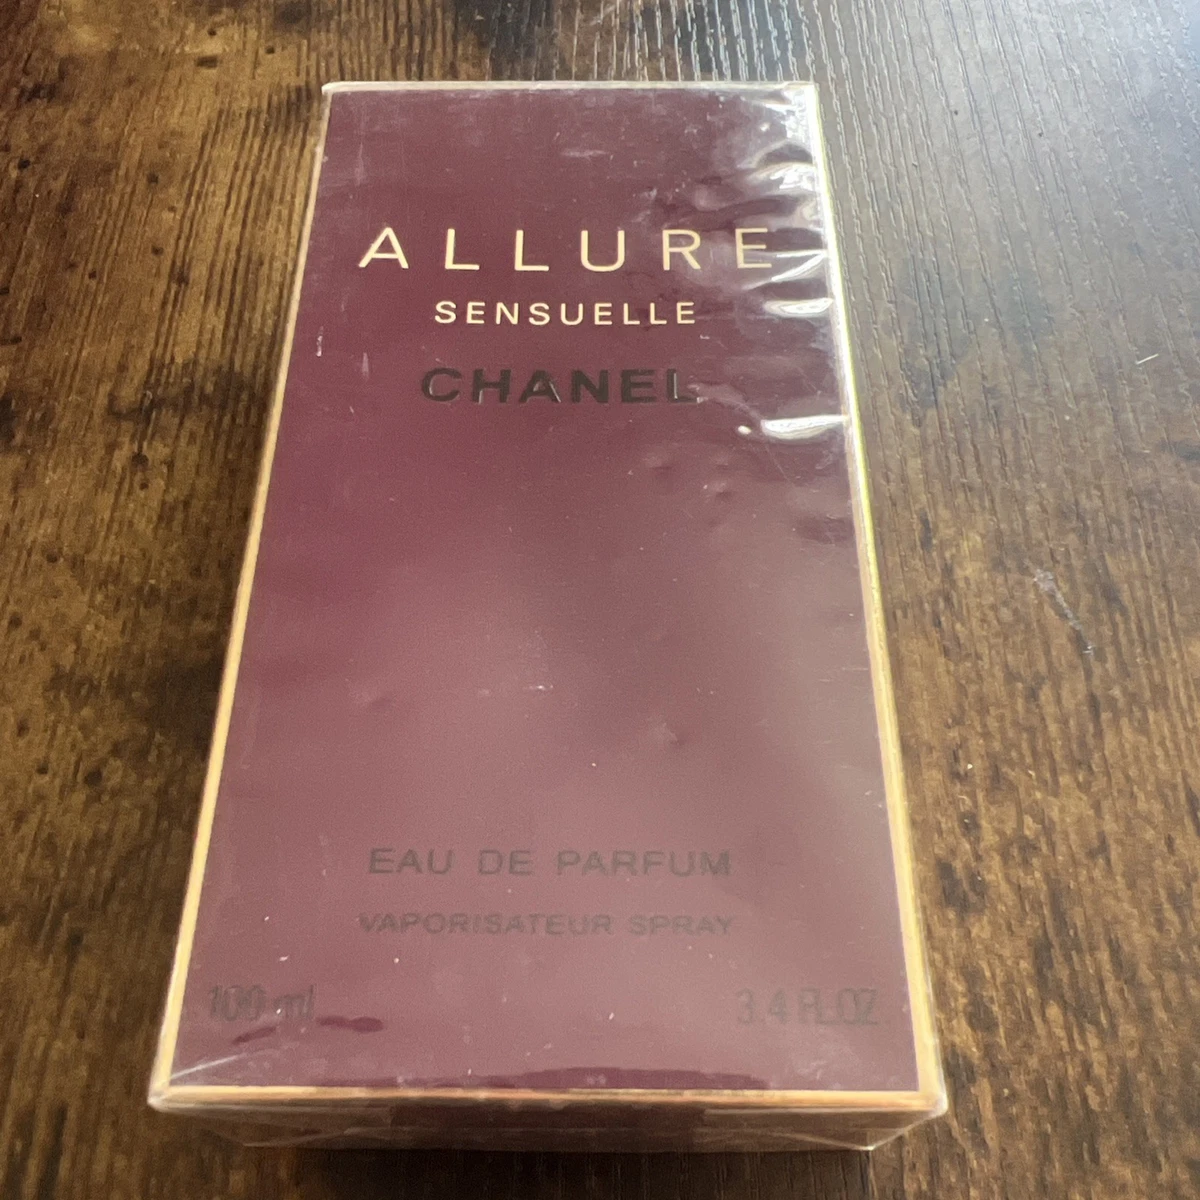 ALLURE
SENSUELLE
CHANEL
EAU DE PARFUM
VAPORISATEUR SPRAY
100 ml 3.4 FL.OZ